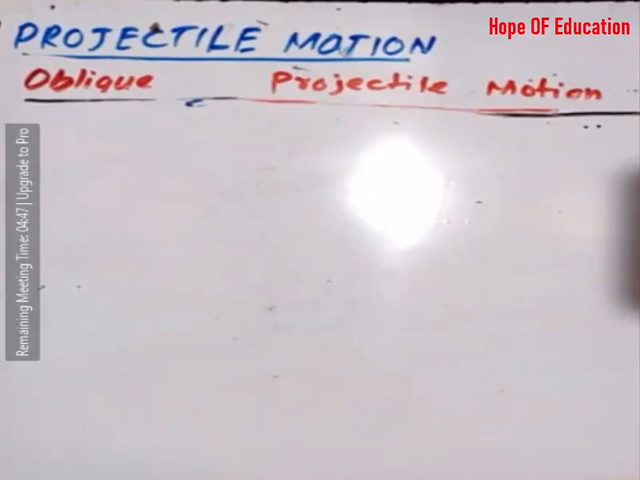 Hope OF Education
PROJECTILE MOTION
Oblique Projectile Motion
Remaining Meeting Time: 04:47 | Upgrade to Pro